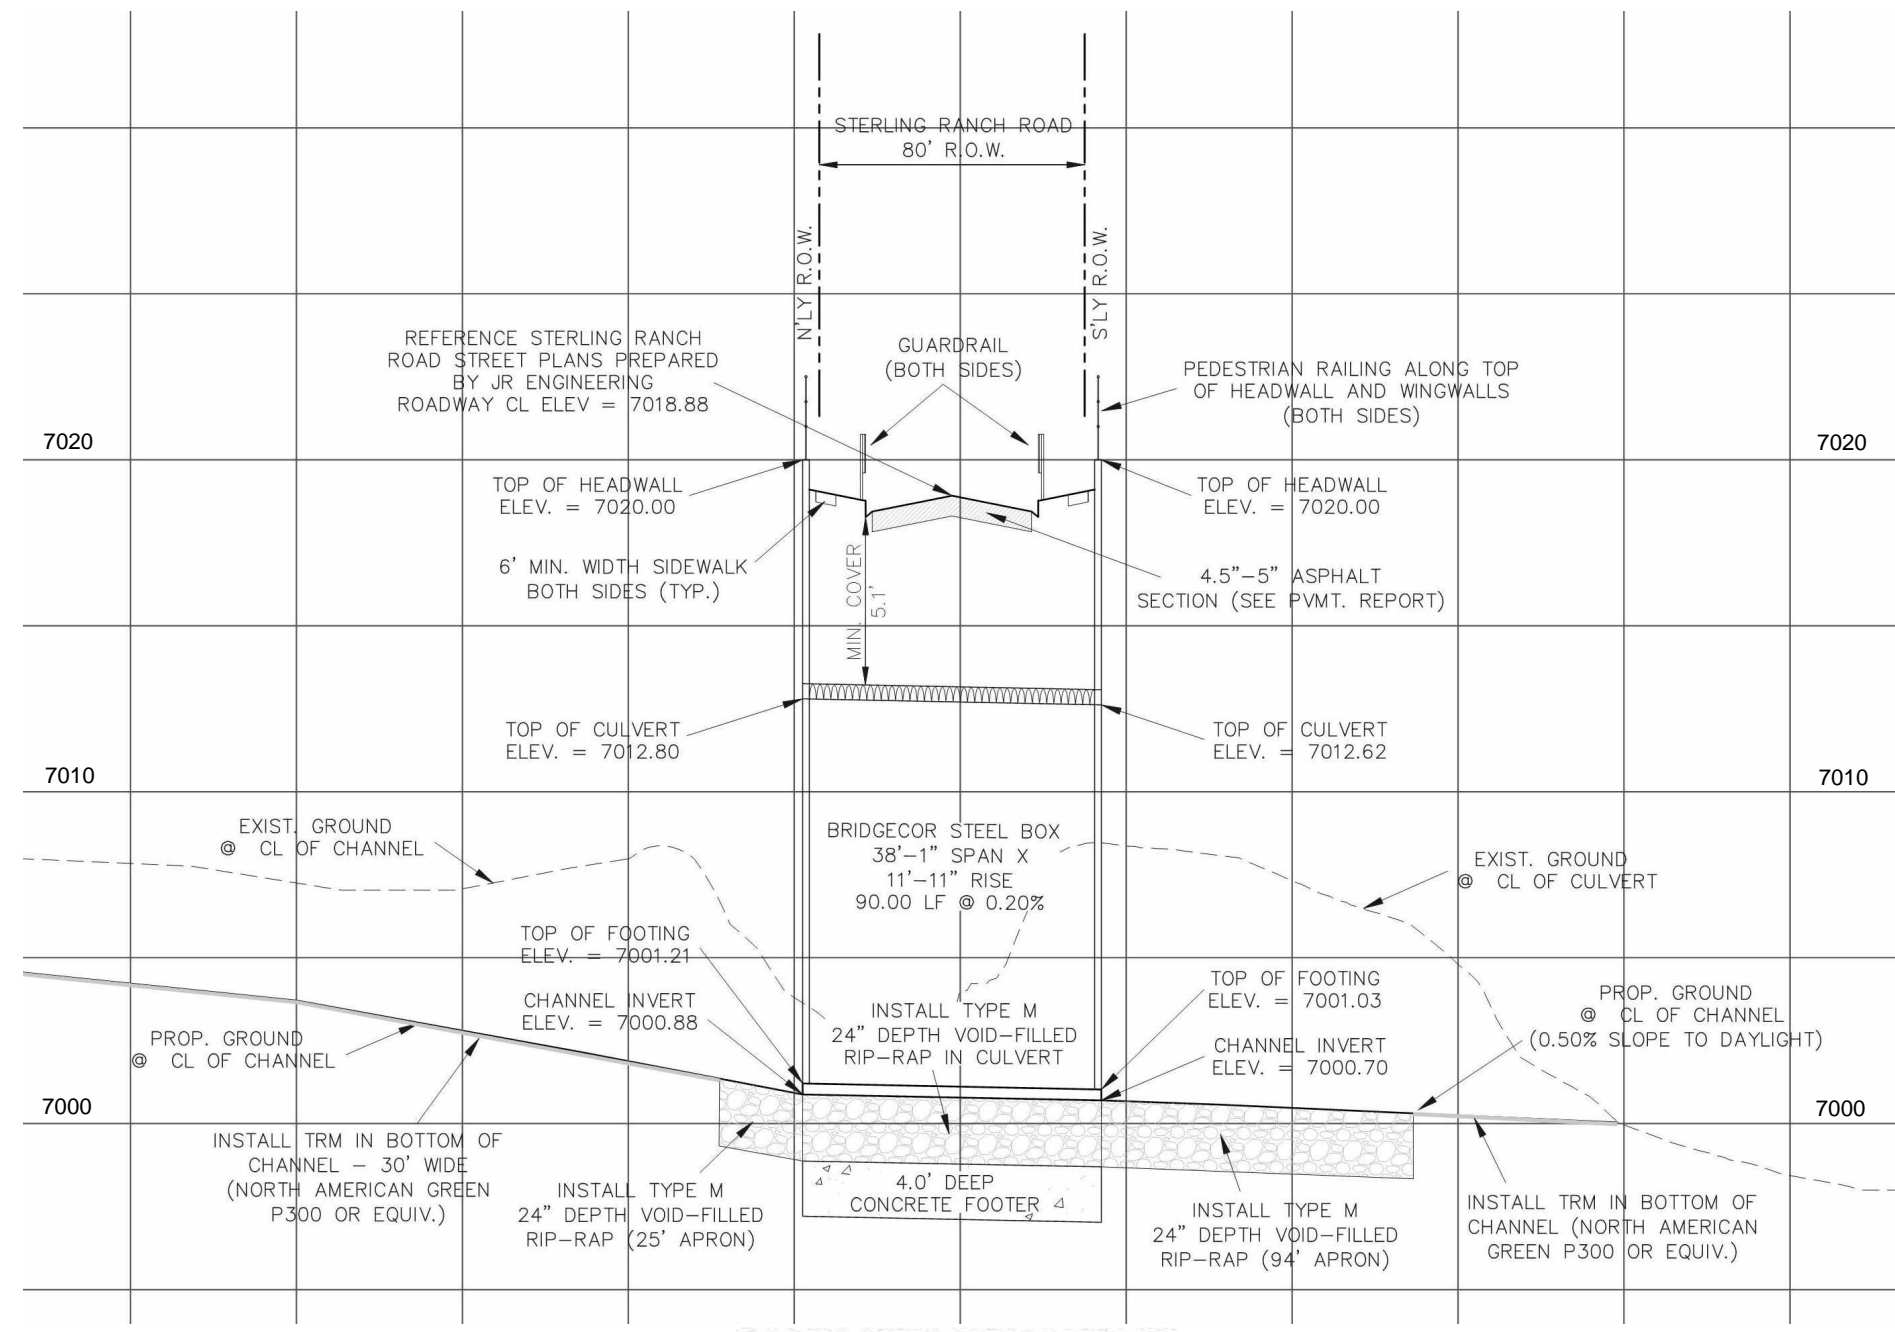 STERLING RANCH ROAD
80' R.O.W.
N'LY R.O.W.
S'LY R.O.W.
REFERENCE STERLING RANCH
ROAD STREET PLANS PREPARED
BY JR ENGINEERING
ROADWAY CL ELEV = 7018.88
GUARDRAIL
(BOTH SIDES)
PEDESTRIAN RAILING ALONG TOP
OF HEADWALL AND WINGWALLS
(BOTH SIDES)
7020
7020
TOP OF HEADWALL
ELEV. = 7020.00
TOP OF HEADWALL
ELEV. = 7020.00
6' MIN. WIDTH SIDEWALK
BOTH SIDES (TYP.)
MIN. COVER
5.1'
4.5"-5" ASPHALT
SECTION (SEE PVMT. REPORT)
TOP OF CULVERT
ELEV. = 7012.80
TOP OF CULVERT
ELEV. = 7012.62
7010
7010
EXIST. GROUND
@ CL OF CHANNEL
BRIDGECOR STEEL BOX
38'-1" SPAN X
11'-11" RISE
90.00 LF @ 0.20%
EXIST. GROUND
@ CL OF CULVERT
TOP OF FOOTING
ELEV. = 7001.21
CHANNEL INVERT
ELEV. = 7000.88
INSTALL TYPE M
24" DEPTH VOID-FILLED
RIP-RAP IN CULVERT
TOP OF FOOTING
ELEV. = 7001.03
CHANNEL INVERT
ELEV. = 7000.70
PROP. GROUND
@ CL OF CHANNEL
(0.50% SLOPE TO DAYLIGHT)
PROP. GROUND
@ CL OF CHANNEL
7000
7000
INSTALL TRM IN BOTTOM OF
CHANNEL - 30' WIDE
(NORTH AMERICAN GREEN
P300 OR EQUIV.)
INSTALL TYPE M
24" DEPTH VOID-FILLED
RIP-RAP (25' APRON)
4.0' DEEP
CONCRETE FOOTER
INSTALL TYPE M
24" DEPTH VOID-FILLED
RIP-RAP (94' APRON)
INSTALL TRM IN BOTTOM OF
CHANNEL (NORTH AMERICAN
GREEN P300 OR EQUIV.)